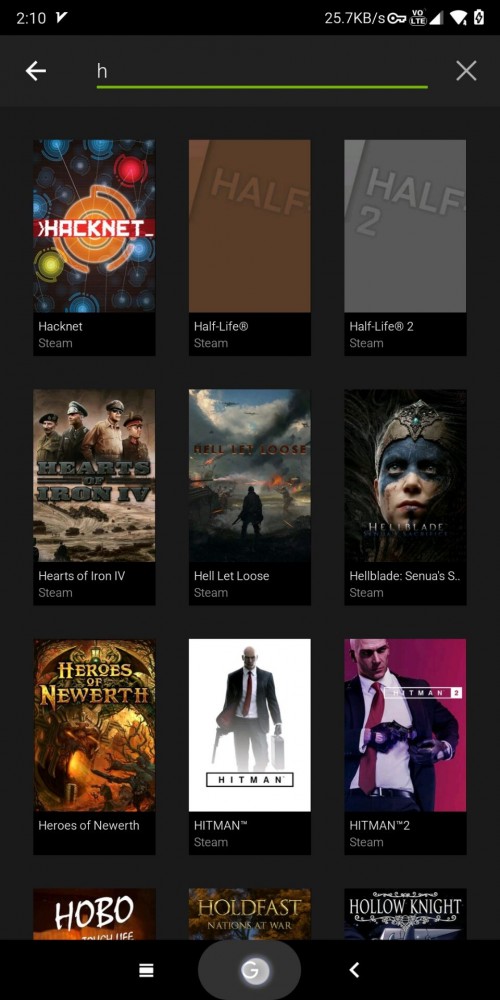 2:10
25.7KB/s
VO
LTE
h
>HACKNET_
HALF-
HALF-
2
Hacknet
Steam
Half-Life®
Steam
Half-Life® 2
Steam
HEARTS
OF
IRON IV
HELL LET LOOSE
HELLBLADE
SENUA'S SACRIFICE
Hearts of Iron IV
Steam
Hell Let Loose
Steam
Hellblade: Senua's S..
Steam
HEROES
OF
NEWERTH
HITMAN™
HITMAN 2
Heroes of Newerth
HITMAN™
Steam
HITMAN™2
Steam
HOBO
TOUGH LIFE
HOLDFAST
NATIONS AT WAR
HOLLOW KNIGHT
G